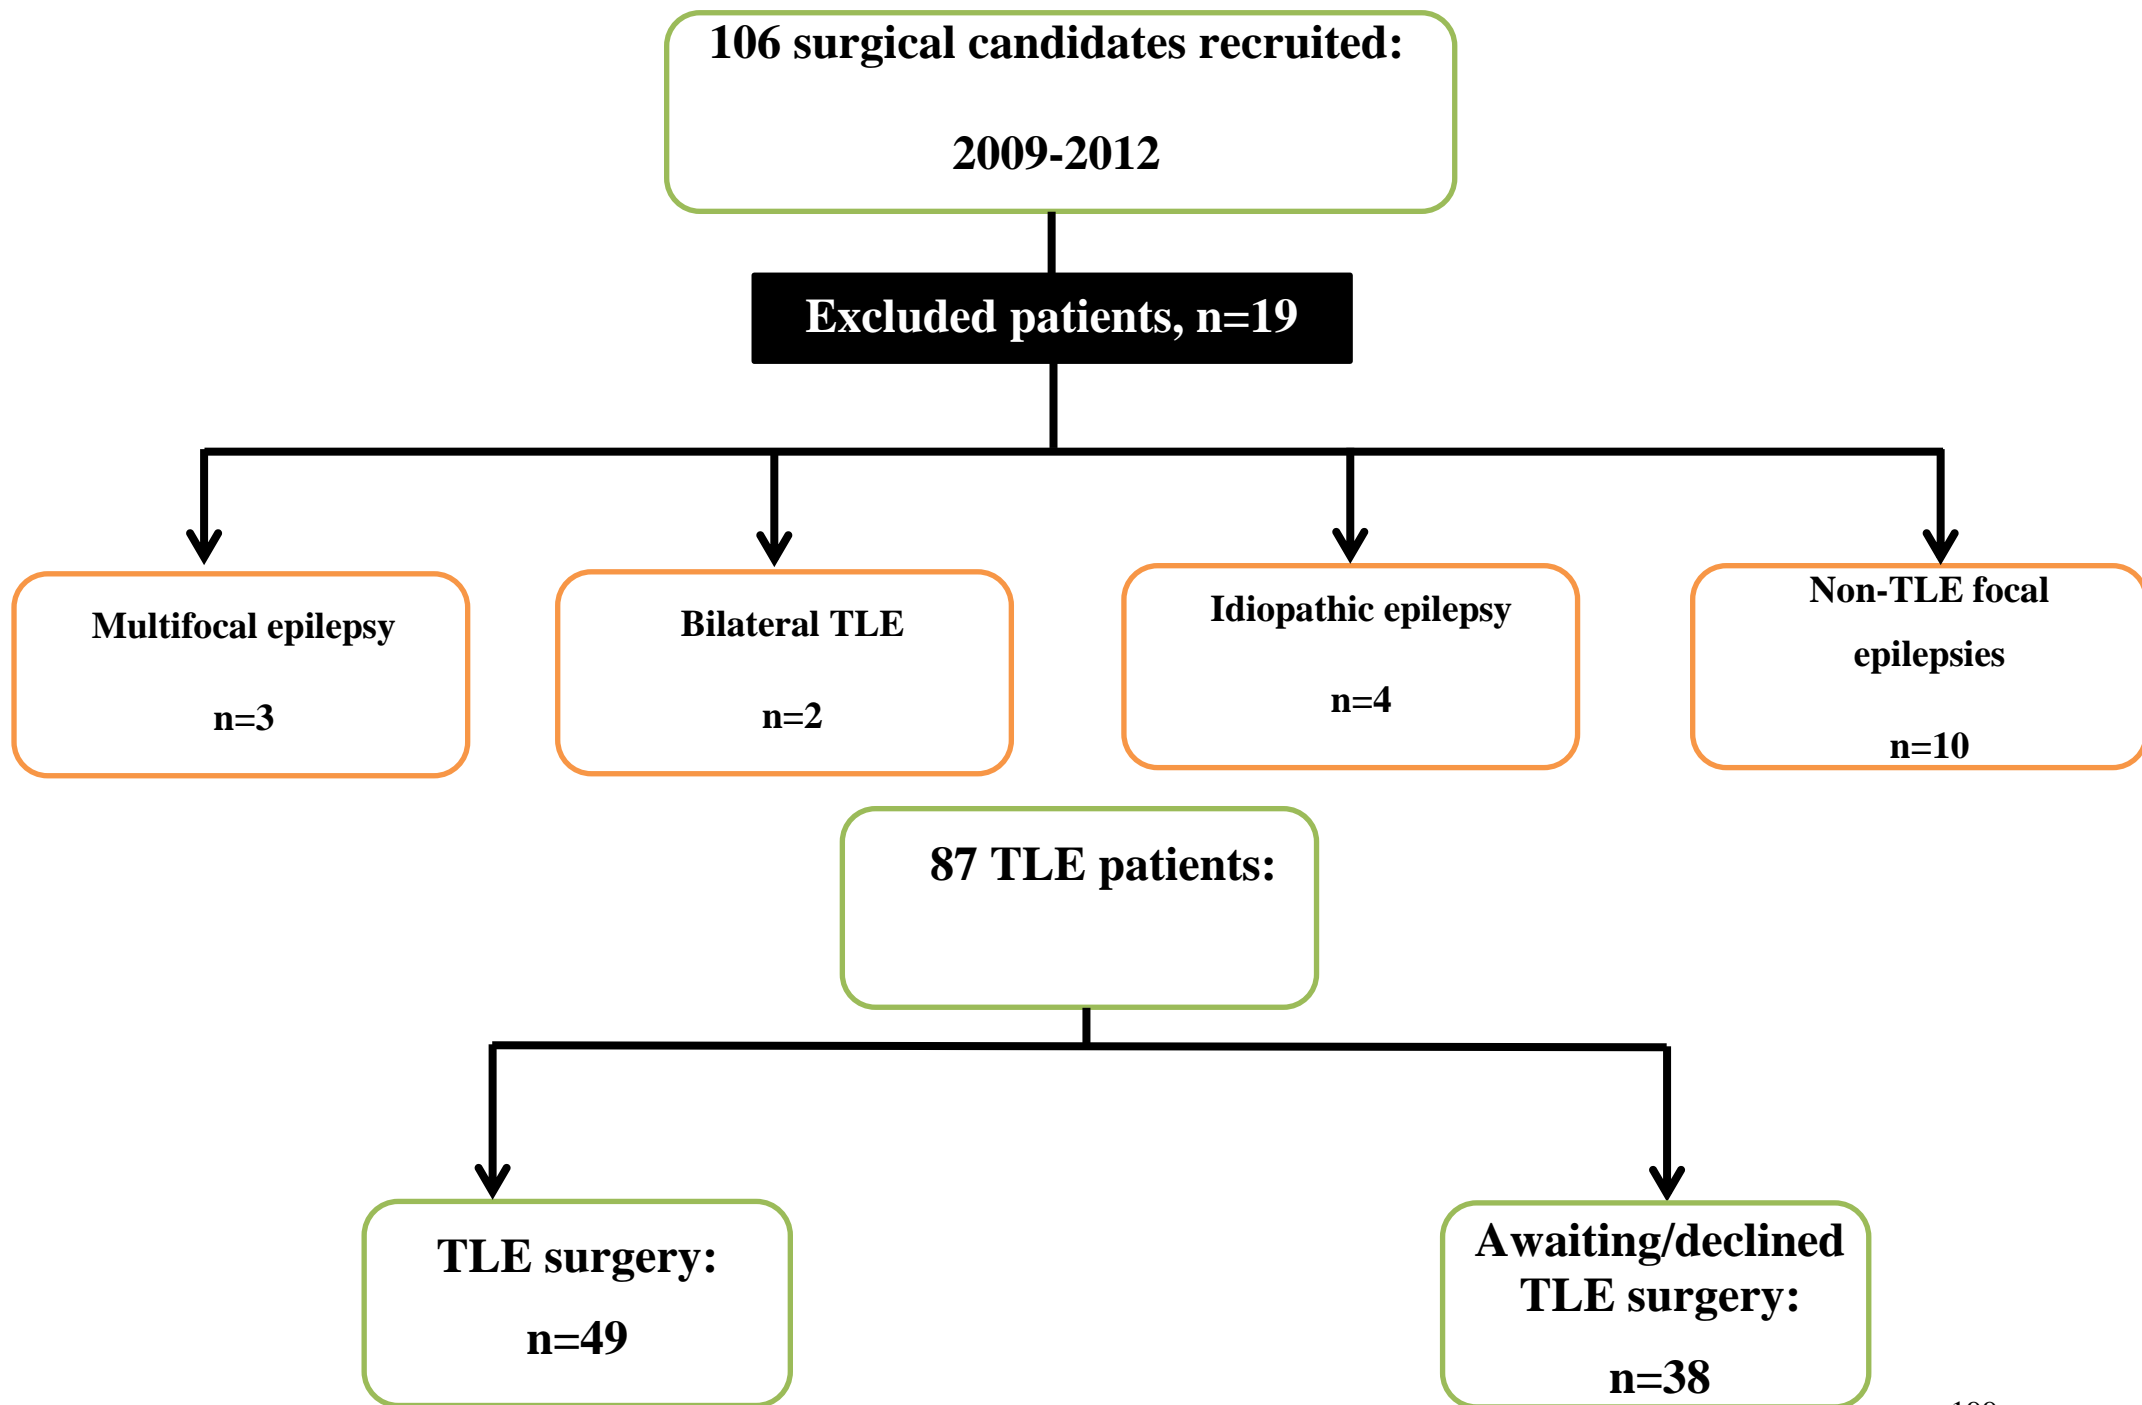 106 surgical candidates recruited:
2009-2012
Excluded patients, n=19
Multifocal epilepsy
n=3
Bilateral TLE
n=2
Idiopathic epilepsy
n=4
Non-TLE focal
epilepsies
n=10
87 TLE patients:
TLE surgery:
n=49
Awaiting/declined
TLE surgery:
n=38